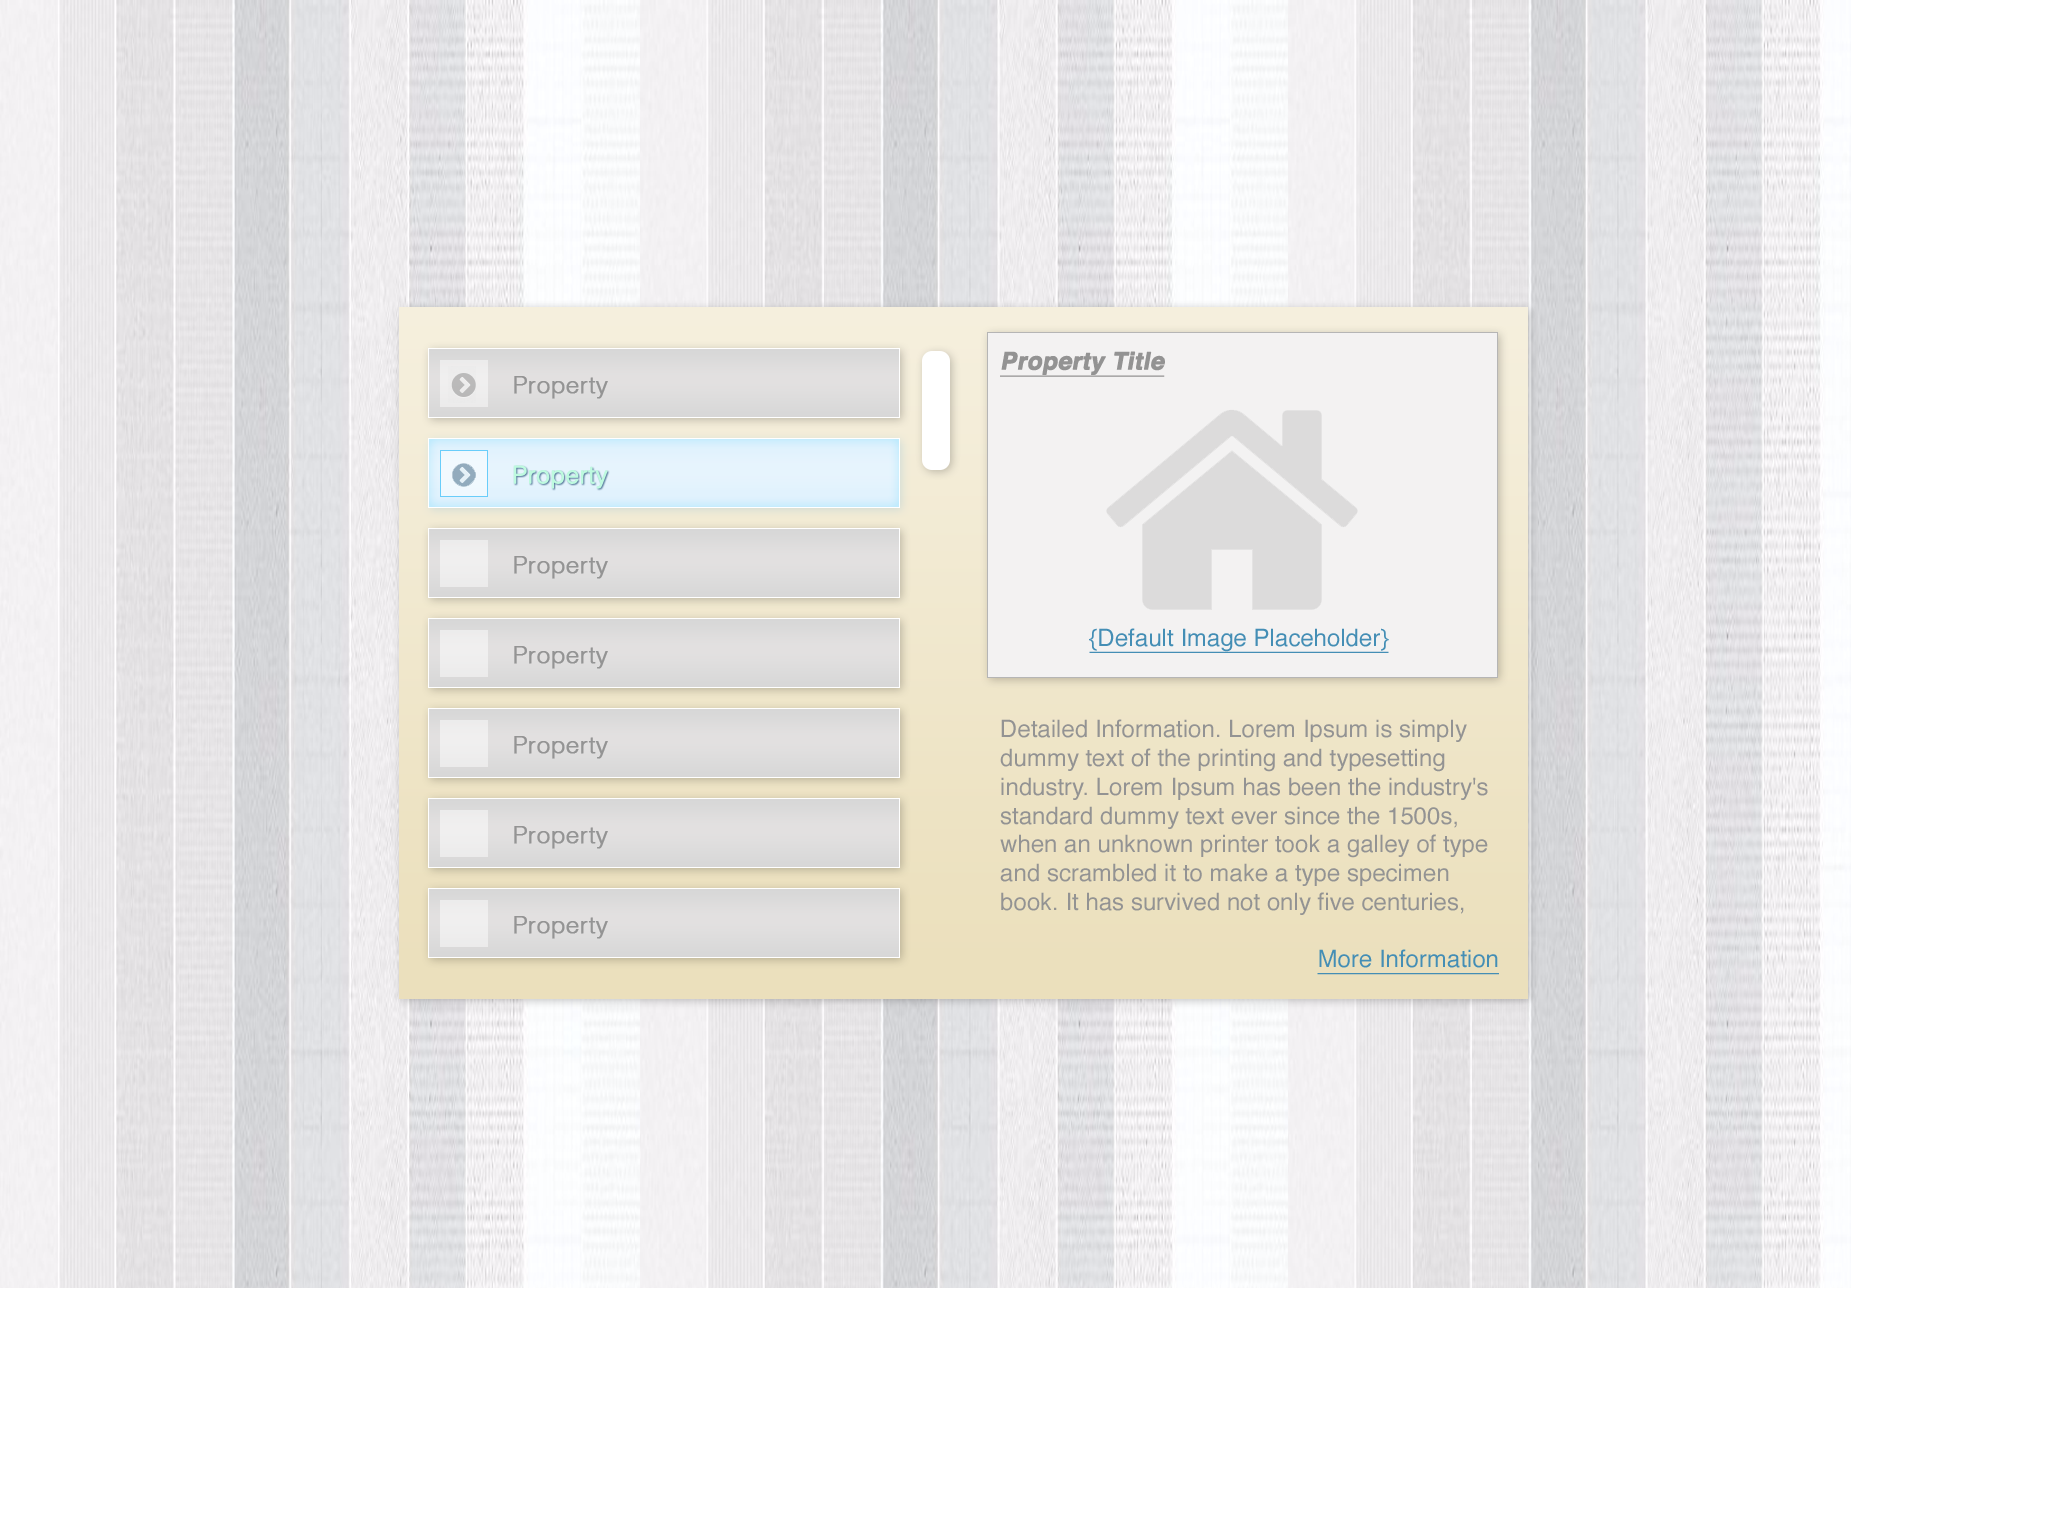 Property
Property
Property
Property
Property
Property
Property
Property Title
{Default Image Placeholder}
Detailed Information. Lorem Ipsum is simply
dummy text of the printing and typesetting
industry. Lorem Ipsum has been the industry's
standard dummy text ever since the 1500s,
when an unknown printer took a galley of type
and scrambled it to make a type specimen
book. It has survived not only five centuries,
More Information